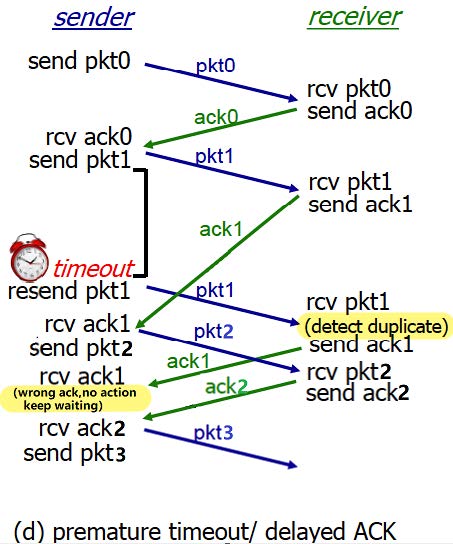 sender receiver
send pkt0
pkt0
rcv pkt0
send ack0
ack0
rcv ack0
send pkt1
pkt1
rcv pkt1
send ack1
ack1
timeout
resend pkt1
pkt1
rcv pkt1
(detect duplicate)
send ack1
rcv ack1
send pkt2
pkt2
ack1
rcv pkt2
send ack2
rcv ack1
(wrong ack,no action
keep waiting)
ack2
rcv ack2
send pkt3
pkt3
(d) premature timeout/ delayed ACK